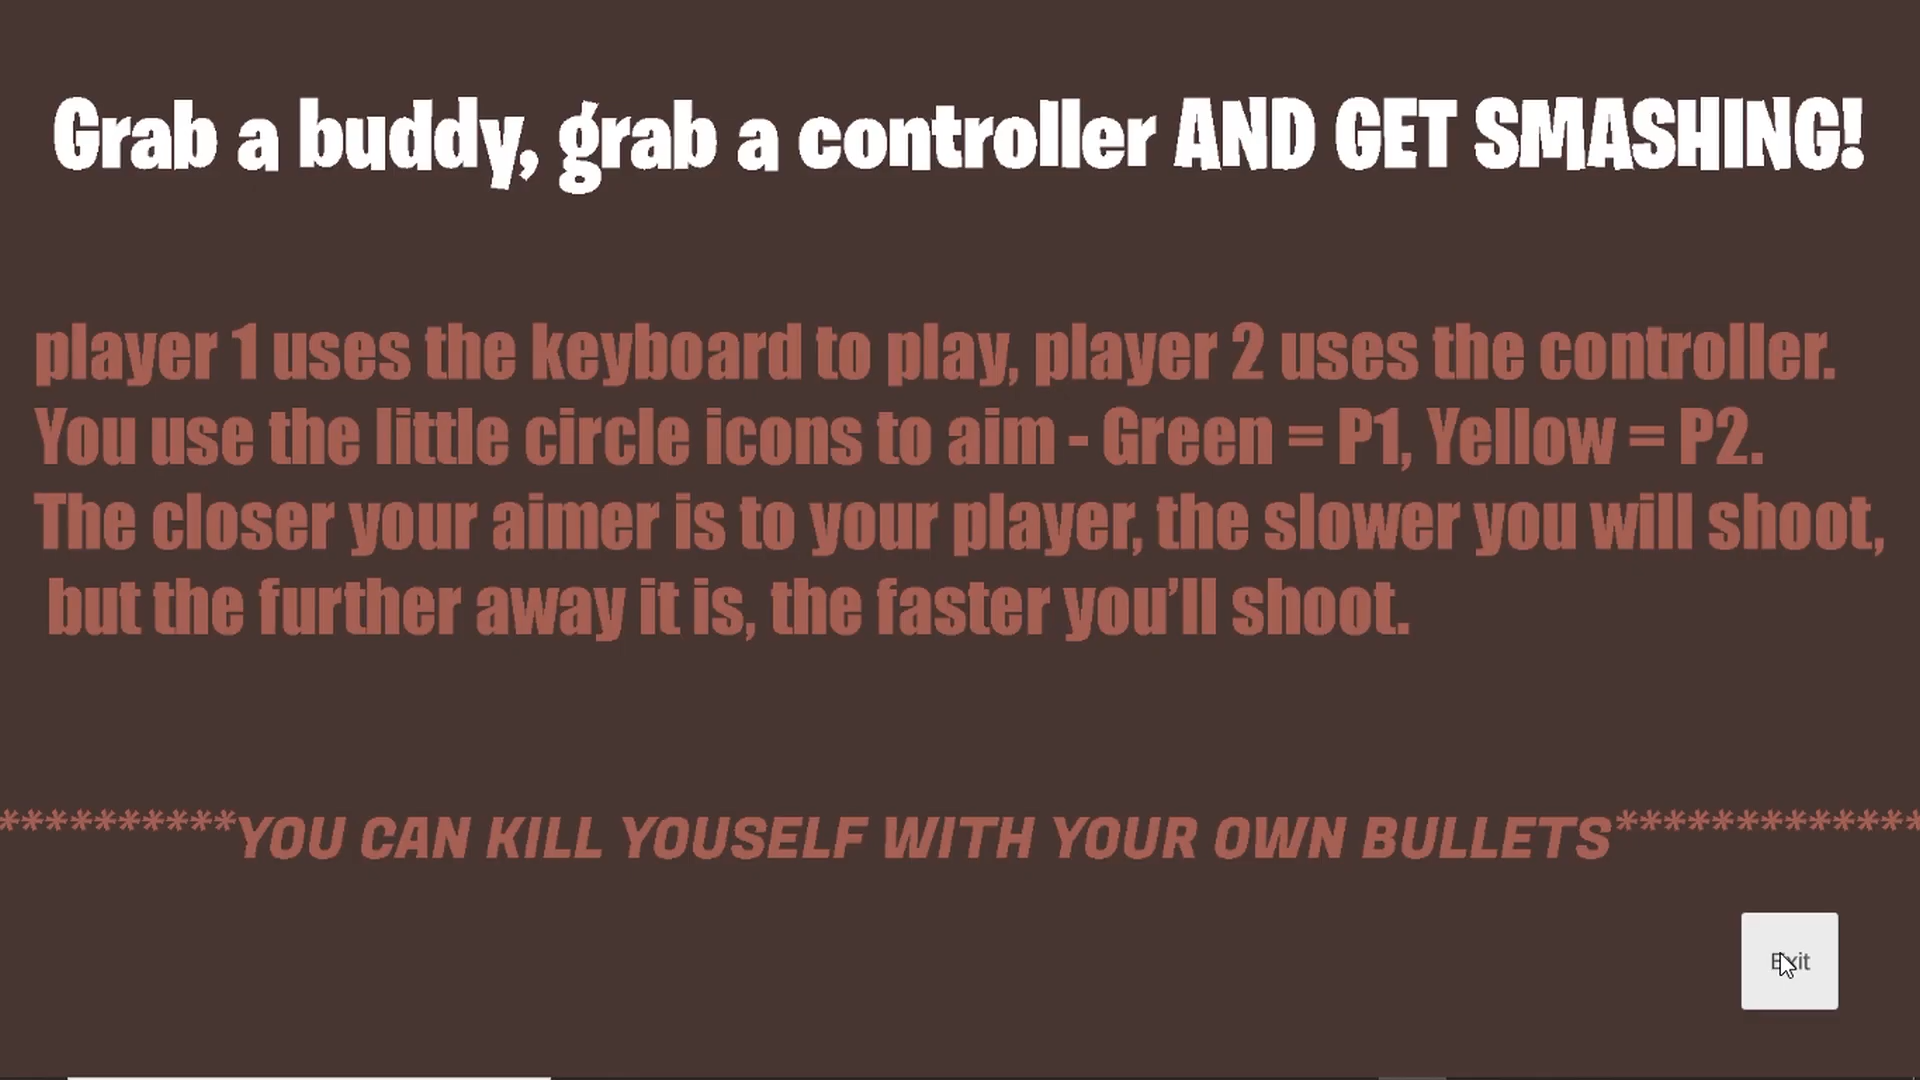 Grab a buddy, grab a controller AND GET SMASHING!
player 1 uses the keyboard to play, player 2 uses the controller.
You use the little circle icons to aim - Green = P1, Yellow = P2.
The closer your aimer is to your player, the slower you will shoot,
but the further away it is, the faster you’ll shoot.
**********YOU CAN KILL YOUSELF WITH YOUR OWN BULLETS*************
Exit